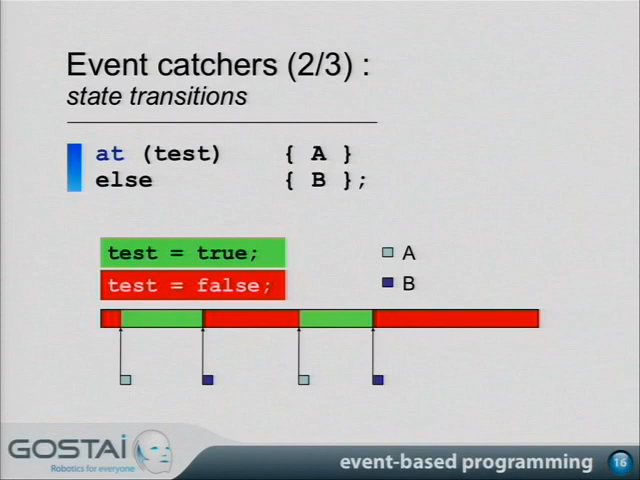 Event catchers (2/3) :
state transitions
at (test) { A }
else { B };
test = true;
test = false;
A
B
GOSTAI
Robotics for everyone
event-based programming
16